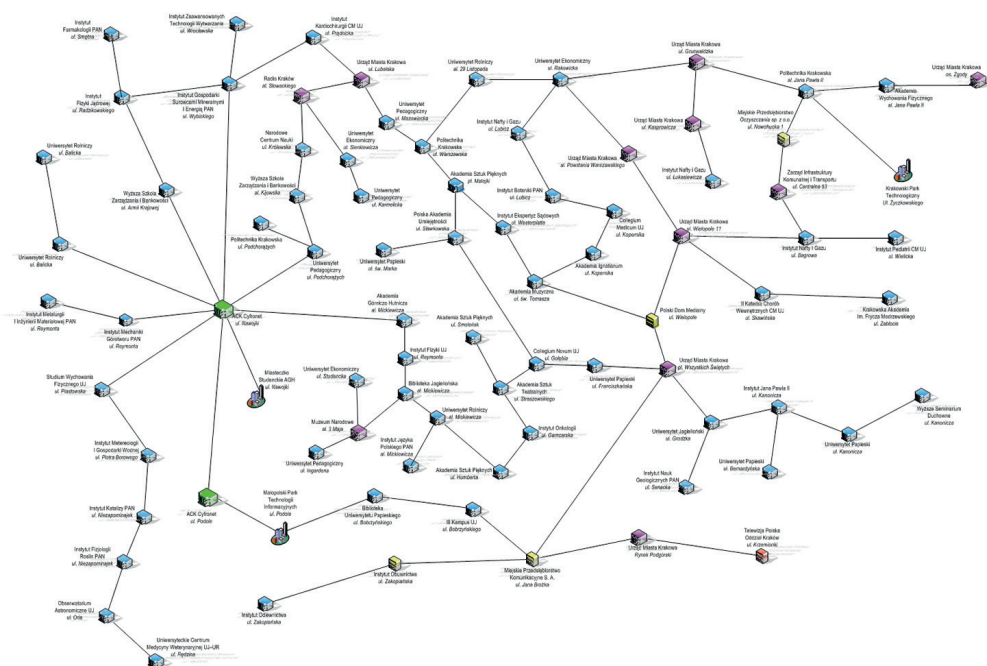 Instytut
Farmakologii PAN
ul. Smętna
Instytut Zaawansowanych
Technologii Wytwarzania
ul. Wrocławska
Instytut
Kardiochirurgii CM UJ
ul. Prądnicka
Urząd Miasta Krakowa
ul. Lubelska
Uniwersytet Rolniczy
al. 29 Listopada
Uniwersytet Ekonomiczny
ul. Rakowicka
Urząd Miasta Krakowa
ul. Grunwaldzka
Politechnika Krakowska
al. Jana Pawła II
Akademia
Wychowania Fizycznego
al. Jana Pawła II
Urząd Miasta Krakowa
os. Zgody
Instytut
Fizyki Jądrowej
ul. Radzikowskiego
Instytut Gospodarki
Surowcami Mineralnymi
i Energią PAN
ul. Wybickiego
Radio Kraków
al. Słowackiego
Uniwersytet
Pedagogiczny
ul. Mazowiecka
Miejskie Przedsiębiorstwo
Oczyszczania sp. z o.o.
ul. Nowohucka 1
Narodowe
Centrum Nauki
ul. Królewska
Uniwersytet
Ekonomiczny
ul. Sienkiewicza
Politechnika
Krakowska
ul. Warszawska
Instytut Nafty i Gazu
ul. Lubicz
Urząd Miasta Krakowa
al. Powstania Warszawskiego
Urząd Miasta Krakowa
ul. Kasprowicza
Instytut Nafty i Gazu
ul. Łukasiewicza
Zarząd Infrastruktury
Komunalnej i Transportu
ul. Centralna 53
Krakowski Park
Technologiczny
Ul. Życzkowskiego
Uniwersytet Rolniczy
ul. Balicka
Wyższa Szkoła
Zarządzania i Bankowości
ul. Armii Krajowej
Wyższa Szkoła
Zarządzania i Bankowości
al. Kijowska
Uniwersytet
Pedagogiczny
ul. Karmelicka
Akademia Sztuk Pięknych
pl. Matejki
Instytut Botaniki PAN
ul. Lubicz
Collegium
Medicum UJ
ul. Kopernika
Uniwersytet Rolniczy
ul. Balicka
Politechnika Krakowska
ul. Podchorążych
Uniwersytet
Pedagogiczny
ul. Podchorążych
Polska Akademia
Umiejętności
ul. Sławkowska
Uniwersytet Papieski
ul. św. Marka
Instytut Ekspertyz Sądowych
ul. Westerplatte
Akademia Ignatianum
ul. Kopernika
Urząd Miasta Krakowa
ul. Wielopole 11
Instytut Nafty i Gazu
ul. Bagrowa
Instytut Pediatrii CM UJ
ul. Wielicka
Akademia Muzyczna
ul. św. Tomasza
II Katedra Chorób
Wewnętrznych CM UJ
ul. Skawińska
Krakowska Akademia
im. Frycza Modrzewskiego
ul. Zabłocie
Instytut Metalurgii
i Inżynierii Materiałowej PAN
ul. Reymonta
Instytut Mechaniki
Górotworu PAN
ul. Reymonta
ACK Cyfronet
ul. Nawojki
Akademia
Górniczo Hutnicza
al. Mickiewicza
Akademia Sztuk Pięknych
ul. Smoleńsk
Polski Dom Medialny
ul. Wielopole
Studium Wychowania
Fizycznego UJ
ul. Piastowska
Miasteczko
Studenckie AGH
ul. Nawojki
Uniwersytet Ekonomiczny
ul. Studencka
Instytut Fizyki UJ
ul. Reymonta
Collegium Novum UJ
ul. Gołębia
Uniwersytet Papieski
ul. Franciszkańska
Urząd Miasta Krakowa
pl. Wszystkich Świętych
Biblioteka Jagiellońska
al. Mickiewicza
Akademia Sztuk
Teatralnych
ul. Straszewskiego
Instytut Jana Pawła II
ul. Kanonicza
Wyższe Seminarium
Duchowne
ul. Kanonicza
Muzeum Narodowe
al. 3 Maja
Uniwersytet Rolniczy
al. Mickiewicza
Instytut Onkologii
ul. Garncarska
Uniwersytet Jagielloński
ul. Grodzka
Uniwersytet Papieski
ul. Kanonicza
Instytut Metereologii
i Gospodarki Wodnej
ul. Piotra Borowego
Uniwersytet Pedagogiczny
ul. Ingardena
Instytut Języka
Polskiego PAN
al. Mickiewicza
Akademia Sztuk Pięknych
ul. Humberta
Instytut Nauk
Geologicznych PAN
ul. Senacka
Uniwersytet Papieski
ul. Bernardyńska
Instytut Katalizy PAN
ul. Niezapominajek
ACK Cyfronet
ul. Podole
Małopolski Park
Technologii
Informacyjnych
ul. Podole
Biblioteka
Uniwersytetu Papieskiego
ul. Bobrzyńskiego
III Kampus UJ
ul. Bobrzyńskiego
Urząd Miasta Krakowa
Rynek Podgórski
Telewizja Polska
Oddział Kraków
ul. Krzemionki
Instytut Fizjologii
Roślin PAN
ul. Niezapominajek
Instytut Obuwnictwa
ul. Zakopiańska
Miejskie Przedsiębiorstwo
Komunikacyjne S. A.
ul. Jana Brożka
Obserwatorium
Astronomiczne UJ
ul. Orla
Instytut Odlewnictwa
ul. Zakopiańska
Uniwersyteckie Centrum
Medycyny Weterynaryjnej UJ-UR
ul. Rędzina